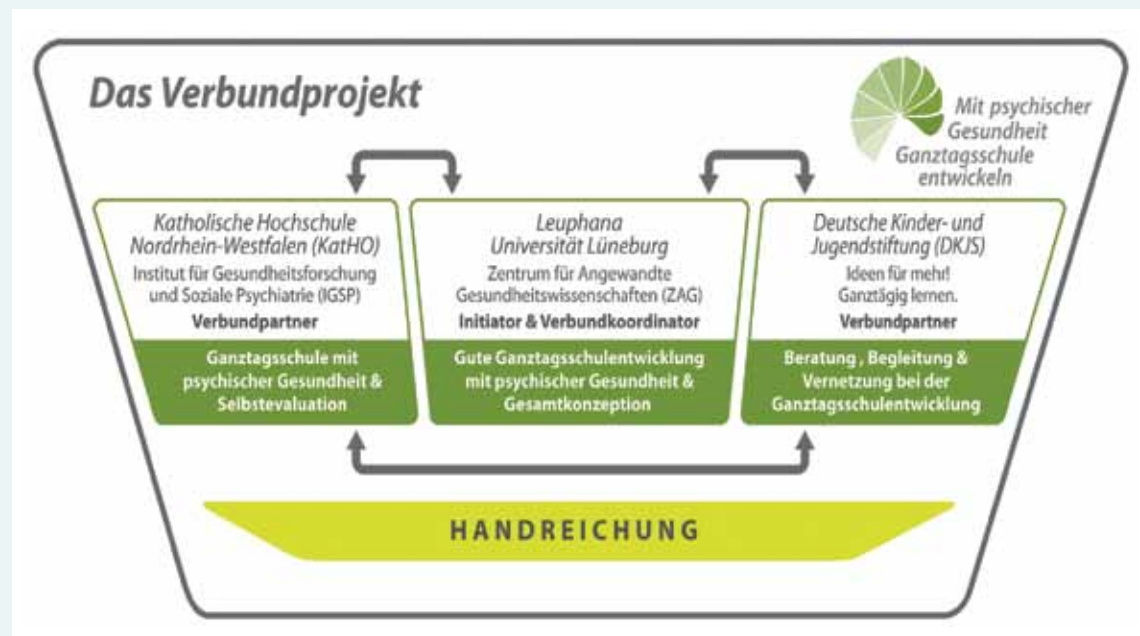 Das Verbundprojekt
Mit psychischer
Gesundheit
Ganztagsschule
entwickeln
Katholische Hochschule
Nordrhein-Westfalen (KatHO)
Institut für Gesundheitsforschung
und Soziale Psychiatrie (IGSP)
Verbundpartner
Ganztagsschule mit
psychischer Gesundheit &
Selbstevaluation
Leuphana
Universität Lüneburg
Zentrum für Angewandte
Gesundheitswissenschaften (ZAG)
Initiator & Verbundkoordinator
Gute Ganztagsschulentwicklung
mit psychischer Gesundheit &
Gesamtkonzeption
Deutsche Kinder- und
Jugendstiftung (DKJS)
Ideen für mehr!
Ganztägig lernen.
Verbundpartner
Beratung , Begleitung &
Vernetzung bei der
Ganztagsschulentwicklung
HANDREICHUNG